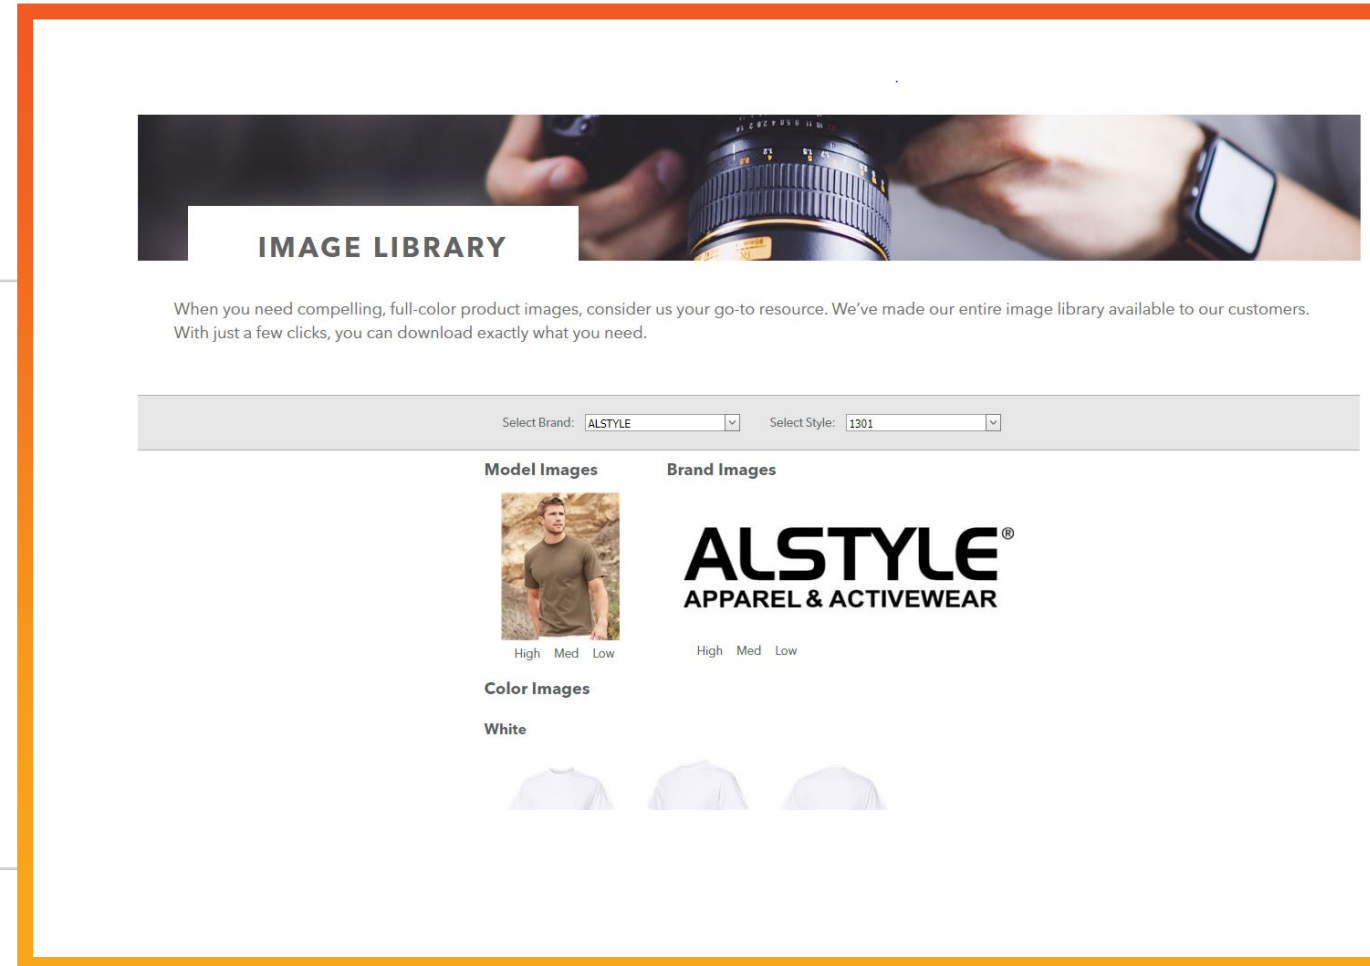 IMAGE LIBRARY
When you need compelling, full-color product images, consider us your go-to resource. We've made our entire image library available to our customers.
With just a few clicks, you can download exactly what you need.
Select Brand: ALSTYLE Select Style: 1301
Model Images Brand Images
ALSTYLE®
APPAREL & ACTIVEWEAR
High Med Low High Med Low
Color Images
White